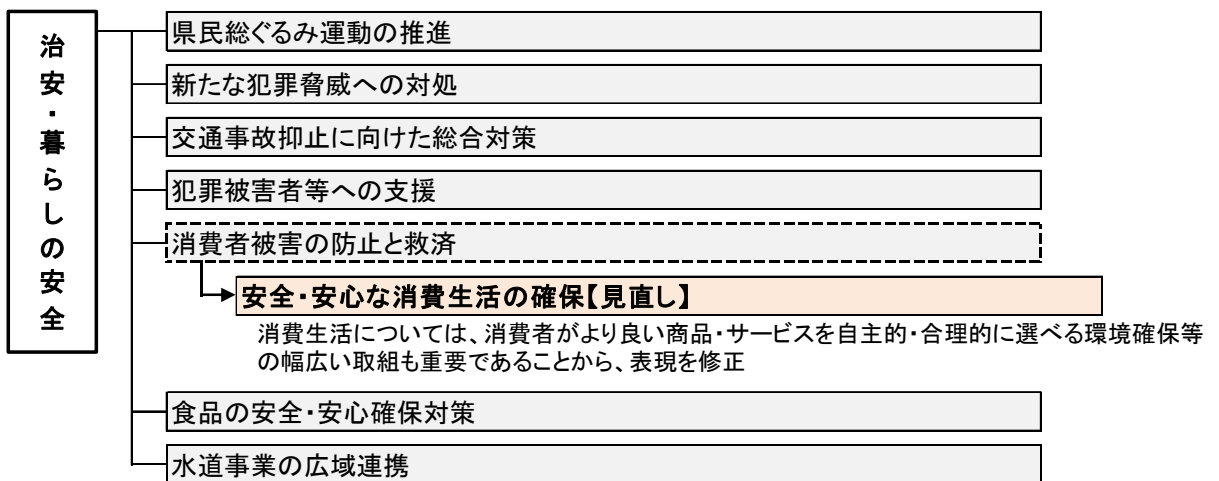 治安・暮らしの安全
県民総ぐるみ運動の推進
新たな犯罪脅威への対処
交通事故抑止に向けた総合対策
犯罪被害者等への支援
消費者被害の防止と救済
安全・安心な消費生活の確保【見直し】
消費生活については、消費者がより良い商品・サービスを自主的・合理的に選べる環境確保等
の幅広い取組も重要であることから、表現を修正
食品の安全・安心確保対策
水道事業の広域連携